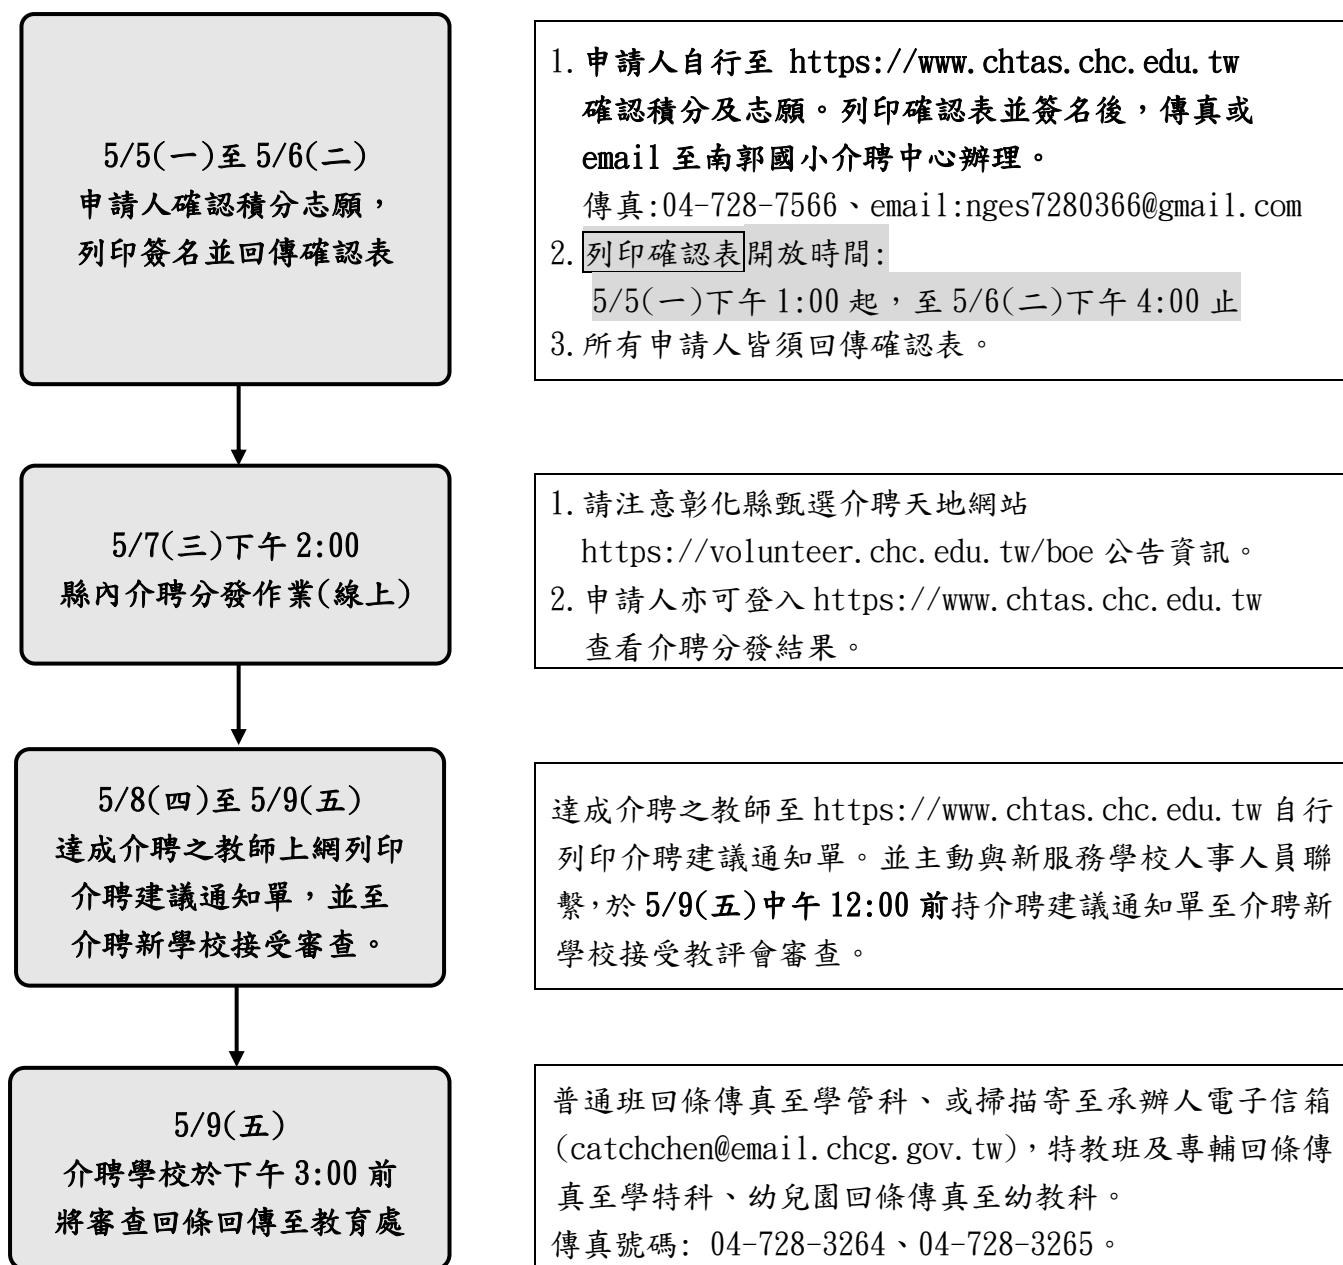 5/5(一)至 5/6(二)
申請人確認積分志願，
列印簽名並回傳確認表
1.申請人自行至 https://www.chtas.chc.edu.tw
確認積分及志願。列印確認表並簽名後，傳真或
email 至南郭國小介聘中心辦理。
傳真:04-728-7566、email:nges7280366@gmail.com
2.列印確認表開放時間:
5/5(一)下午 1:00 起，至 5/6(二)下午 4:00 止
3.所有申請人皆須回傳確認表。
5/7(三)下午 2:00
縣內介聘分發作業(線上)
1.請注意彰化縣甄選介聘天地網站
https://volunteer.chc.edu.tw/boe 公告資訊。
2.申請人亦可登入 https://www.chtas.chc.edu.tw
查看介聘分發結果。
5/8(四)至 5/9(五)
達成介聘之教師上網列印
介聘建議通知單，並至
介聘新學校接受審查。
達成介聘之教師至 https://www.chtas.chc.edu.tw 自行
列印介聘建議通知單。並主動與新服務學校人事人員聯
繫，於 5/9(五)中午 12:00 前持介聘建議通知單至介聘新
學校接受教評會審查。
5/9(五)
介聘學校於下午 3:00 前
將審查回條回傳至教育處
普通班回條傳真至學管科、或掃描寄至承辦人電子信箱
(catchchen@email.chcg.gov.tw)，特教班及專輔回條傳
真至學特科、幼兒園回條傳真至幼教科。
傳真號碼: 04-728-3264、04-728-3265。